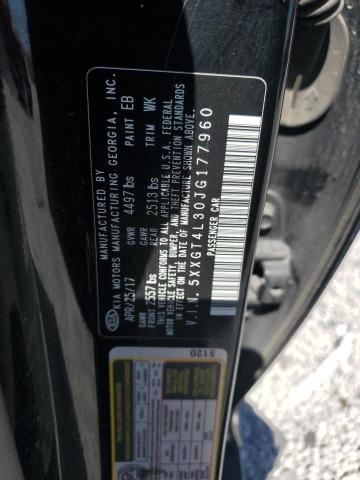 KIA
MANUFACTURED BY
KIA MOTORS MANUFACTURING GEORGIA, INC.
APR/25/17 GVWR 4497 lbs PAINT EB
GAWR FRONT 2557 lbs GAWR REAR 2513 lbs TRIM WK
THIS VEHICLE CONFORMS TO ALL APPLICABLE U.S.A. FEDERAL
MOTOR VEHICLE SAFETY, BUMPER, AND THEFT PREVENTION STANDARDS
IN EFFECT ON THE DATE OF MANUFACTURE SHOWN ABOVE.
V.I.N. 5XXGT4L30JG177960
PASSENGER CAR
5120